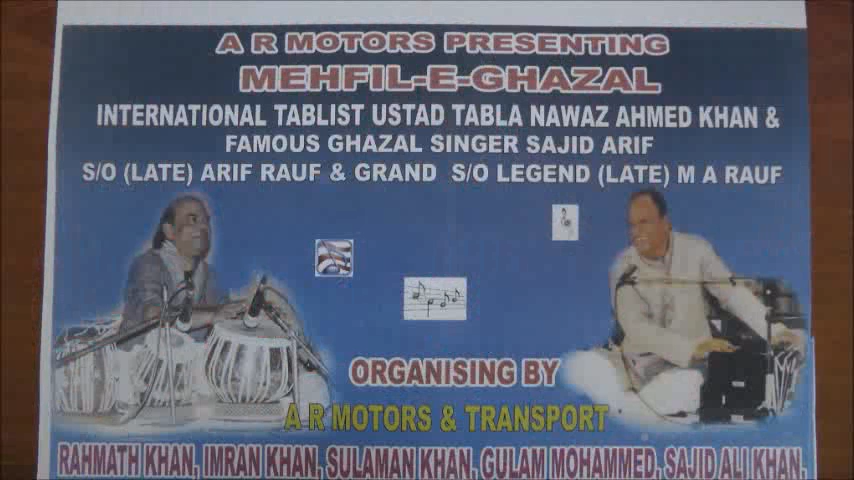 A R MOTORS PRESENTING
MEHFIL-E-GHAZAL
INTERNATIONAL TABLIST USTAD TABLA NAWAZ AHMED KHAN &
FAMOUS GHAZAL SINGER SAJID ARIF
S/O (LATE) ARIF RAUF & GRAND S/O LEGEND (LATE) M A RAUF
ORGANISING BY
A R MOTORS & TRANSPORT
RAHMATH KHAN, IMRAN KHAN, SULAMAN KHAN, GULAM MOHAMMED, SAJID ALI KHAN,